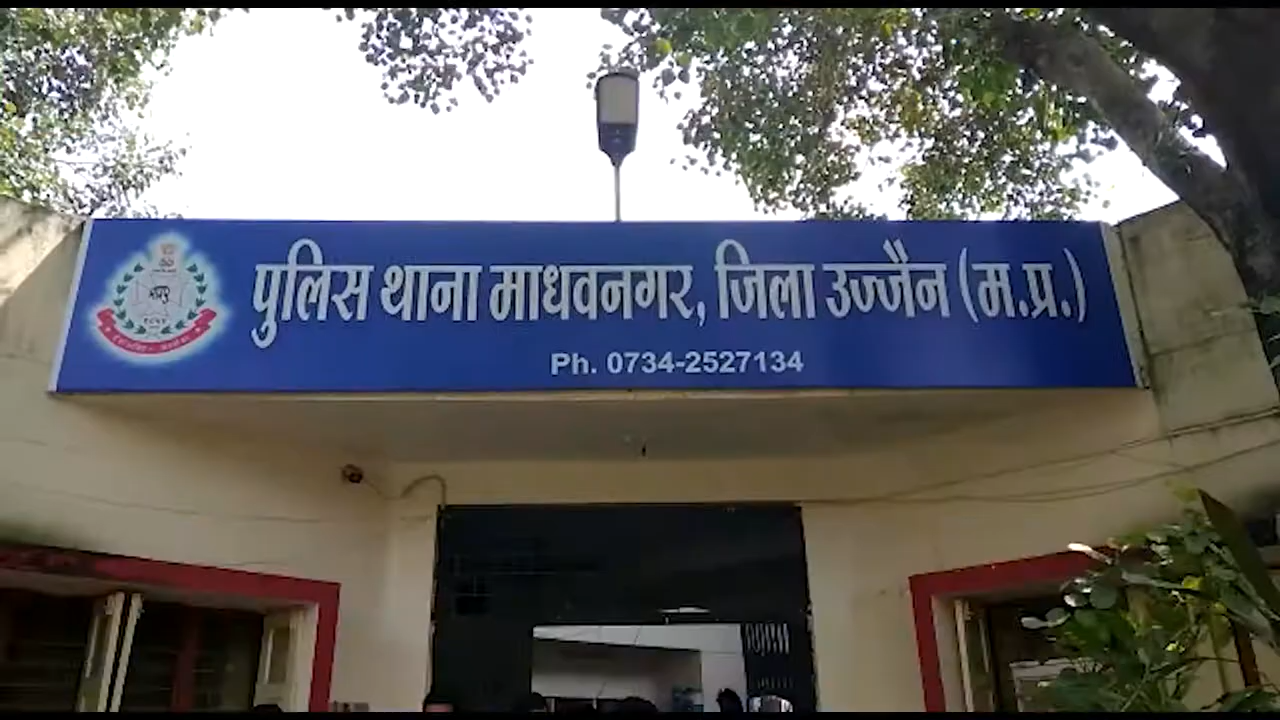 पुलिस थाना माधवनगर, जिला उज्जैन (म.प्र.)
Ph. 0734-2527134